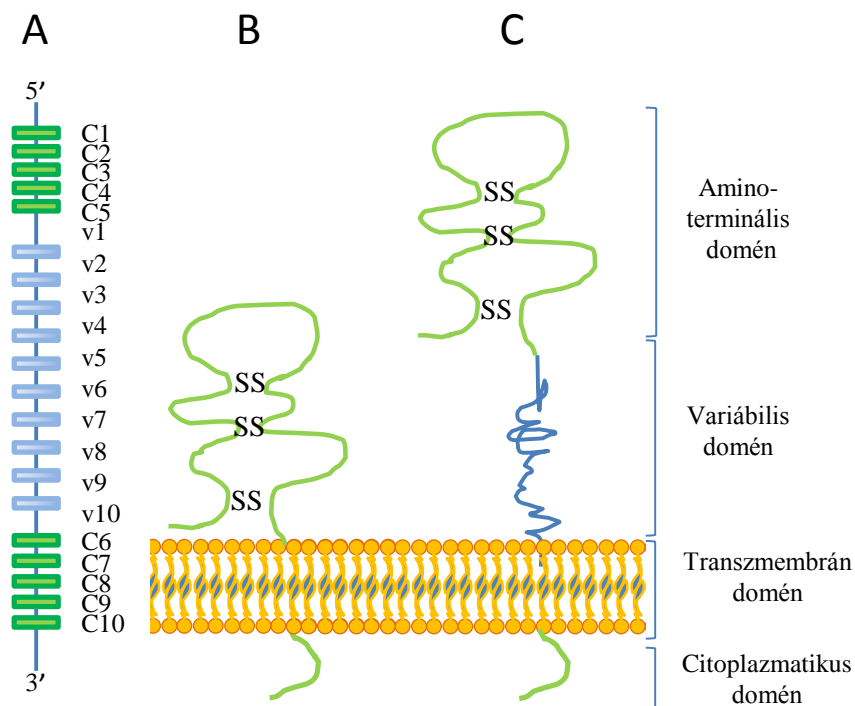 A
B
C
5’
C1
C2
C3
C4
C5
v1
v2
v3
v4
v5
v6
v7
v8
v9
v10
C6
C7
C8
C9
C10
3’
SS
SS
SS
SS
SS
SS
Amino-
terminális
domén
Variábilis
domén
Transzmembrán
domén
Citoplazmatikus
domén